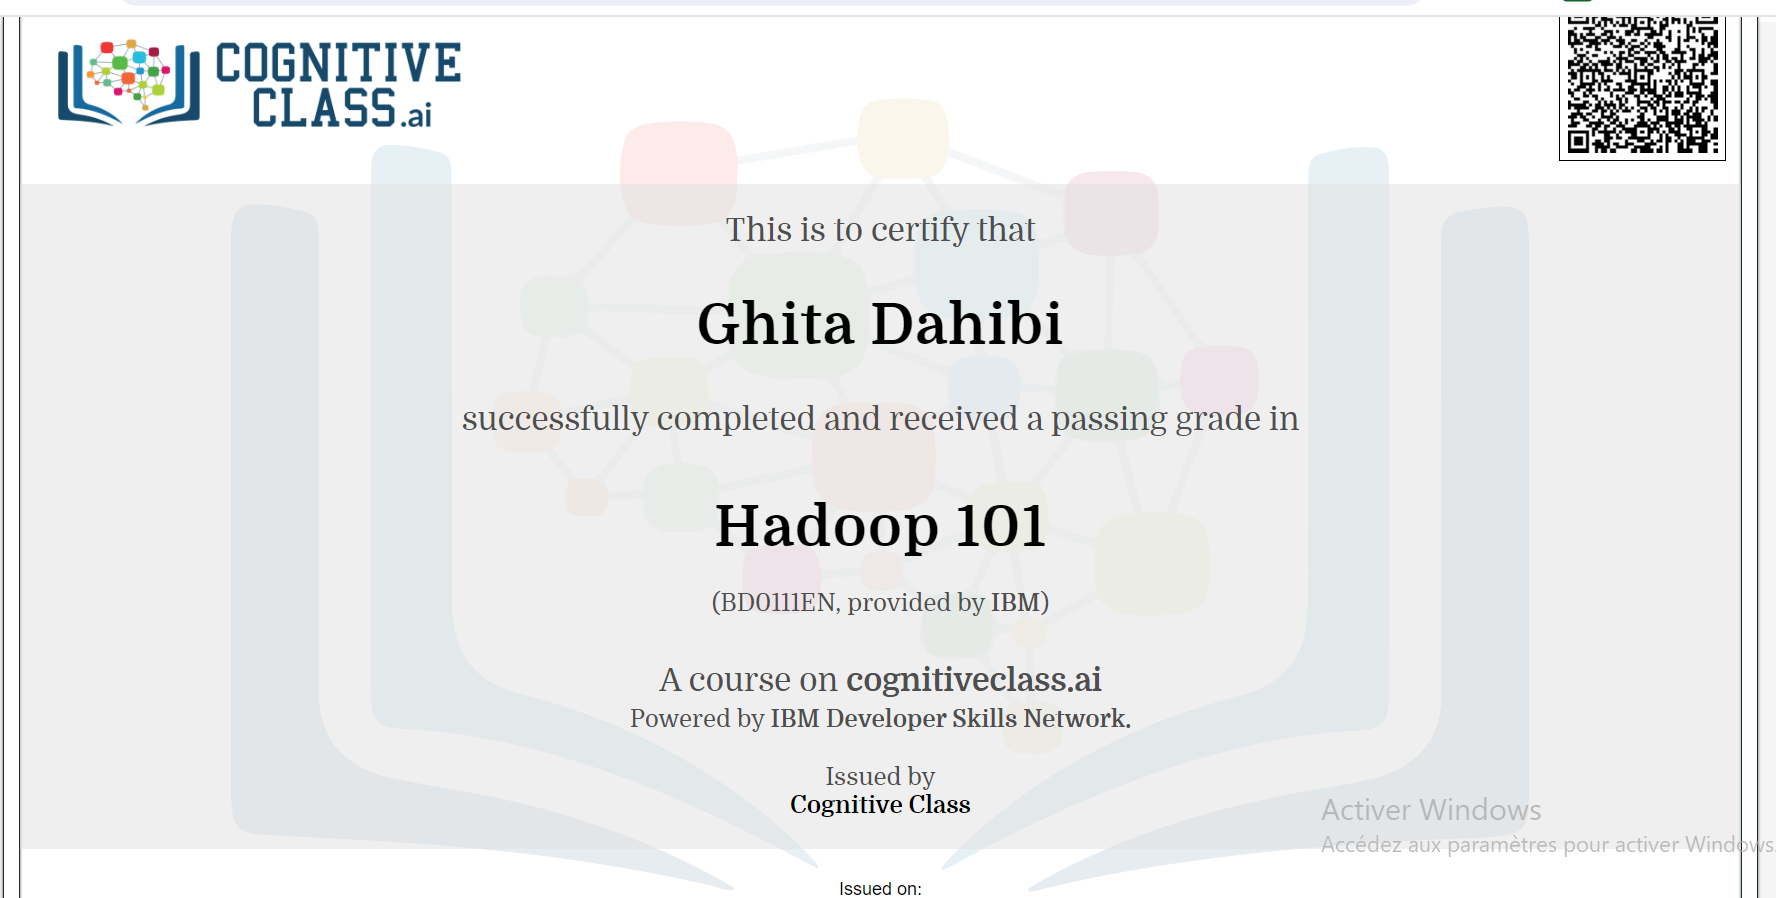 COGNITIVE
CLASS.ai
This is to certify that
Ghita Dahibi
successfully completed and received a passing grade in
Hadoop 101
(BD0111EN, provided by IBM)
A course on cognitiveclass.ai
Powered by IBM Developer Skills Network.
Issued by
Cognitive Class
Activer Windows
Accédez aux paramètres pour activer Windows.
Issued on: